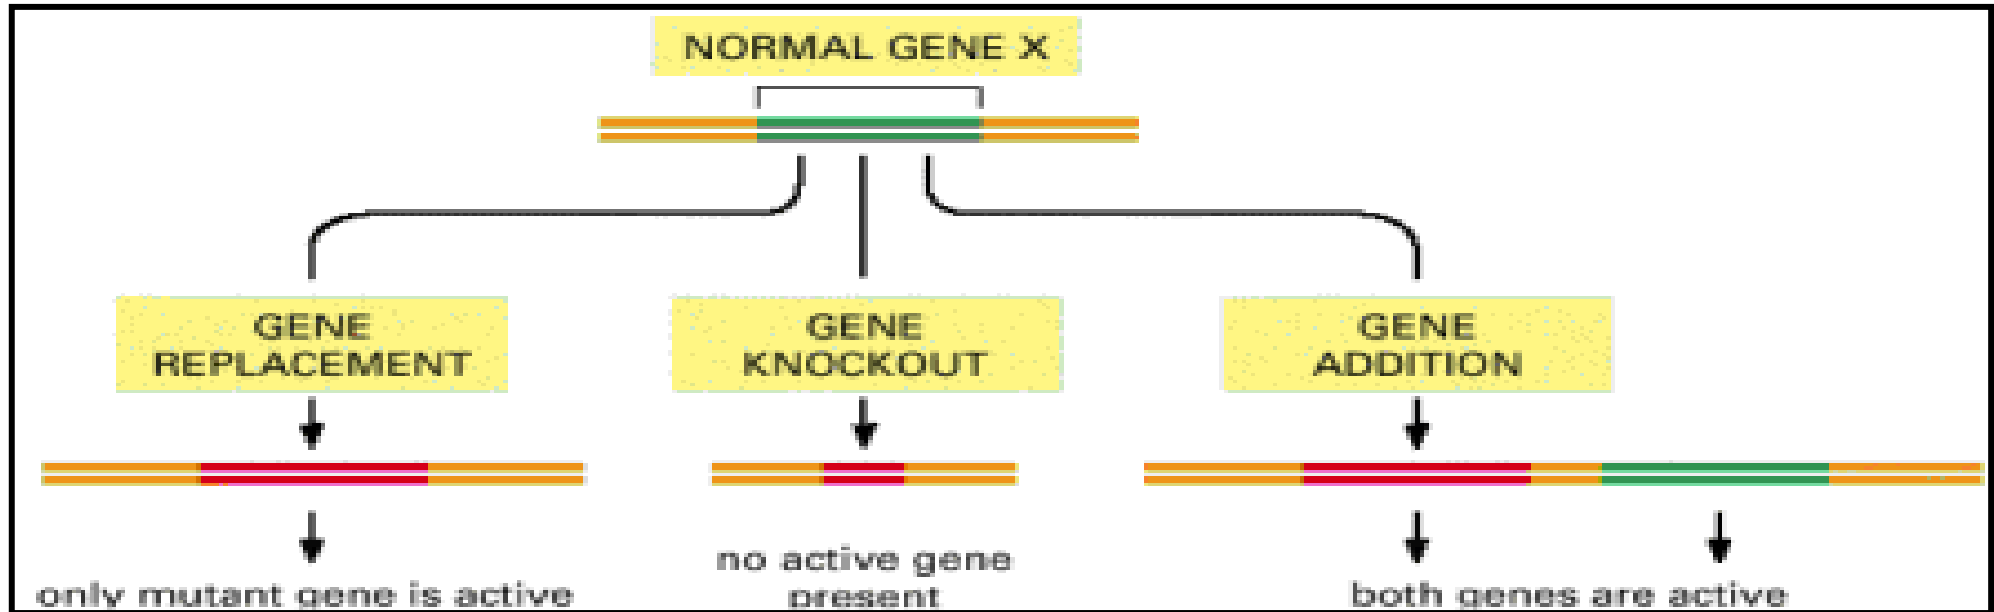 NORMAL GENE X
GENE
REPLACEMENT
GENE
KNOCKOUT
GENE
ADDITION
only mutant gene is active
no active gene
present
both genes are active